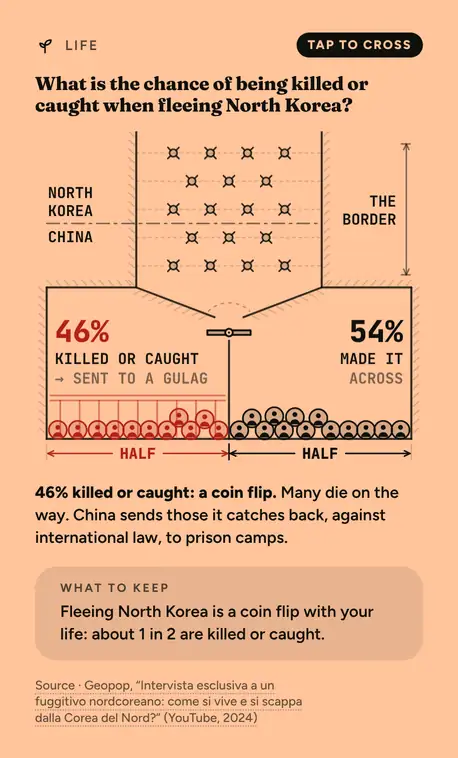 LIFE
TAP TO CROSS
What is the chance of being killed or
caught when fleeing North Korea?
NORTH
KOREA
CHINA
THE
BORDER
46%
KILLED OR CAUGHT
→ SENT TO A GULAG
54%
MADE IT
ACROSS
HALF
HALF
46% killed or caught: a coin flip. Many die on the
way. China sends those it catches back, against
international law, to prison camps.
WHAT TO KEEP
Fleeing North Korea is a coin flip with your
life: about 1 in 2 are killed or caught.
Source · Geopop, “Intervista esclusiva a un
fuggitivo nordcoreano: come si vive e si scappa
dalla Corea del Nord?” (YouTube, 2024)